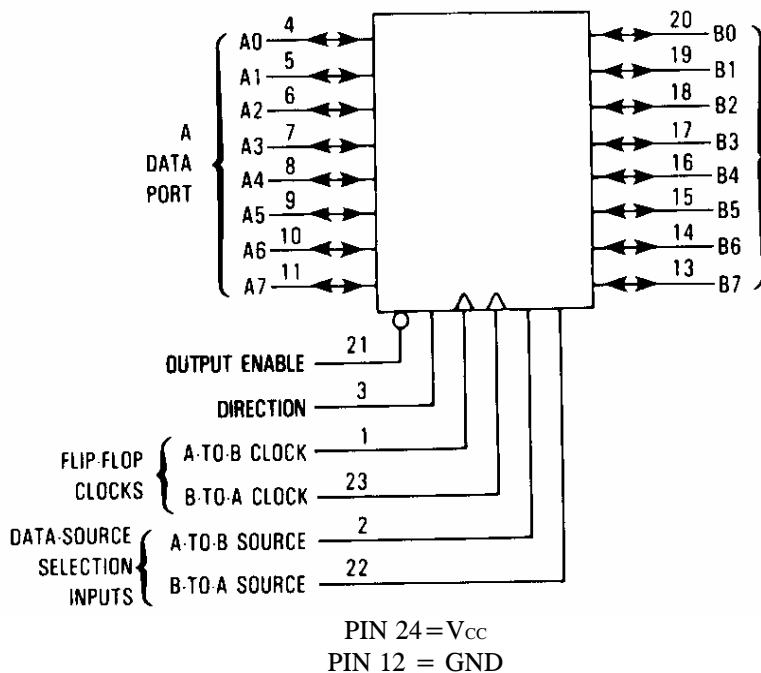 A0 4
A1 5
A2 6
A3 7
A4 8
A5 9
A6 10
A7 11
A
DATA
PORT
20 B0
19 B1
18 B2
17 B3
16 B4
15 B5
14 B6
13 B7
OUTPUT ENABLE 21
DIRECTION 3
FLIP-FLOP
CLOCKS
A-TO-B CLOCK 1
B-TO-A CLOCK 23
DATA-SOURCE
SELECTION
INPUTS
A-TO-B SOURCE 2
B-TO-A SOURCE 22
PIN 24=VCC
PIN 12 = GND